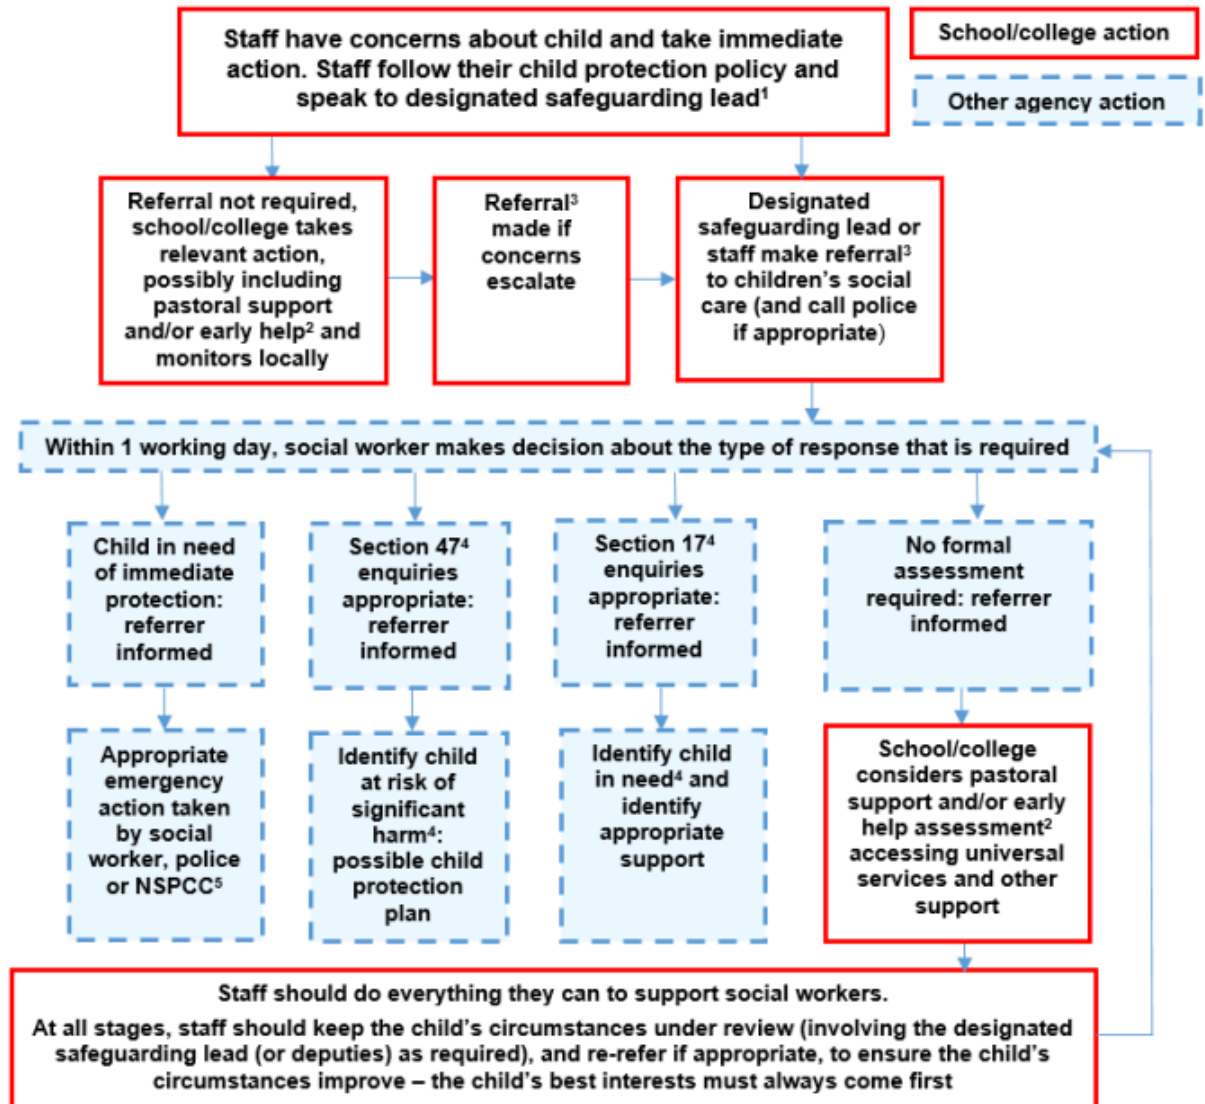 Staff have concerns about child and take immediate
action. Staff follow their child protection policy and
speak to designated safeguarding lead¹
School/college action
Other agency action
Referral not required,
school/college takes
relevant action,
possibly including
pastoral support
and/or early help² and
monitors locally
Referral³
made if
concerns
escalate
Designated
safeguarding lead or
staff make referral³
to children's social
care (and call police
if appropriate)
Within 1 working day, social worker makes decision about the type of response that is required
Child in need
of immediate
protection:
referrer
informed
Section 47⁴
enquiries
appropriate:
referrer
informed
Section 17⁴
enquiries
appropriate:
referrer
informed
No formal
assessment
required: referrer
informed
Appropriate
emergency
action taken
by social
worker, police
or NSPCC⁵
Identify child
at risk of
significant
harm⁴:
possible child
protection
plan
Identify child
in need⁴ and
identify
appropriate
support
School/college
considers pastoral
support and/or early
help assessment²
accessing universal
services and other
support
Staff should do everything they can to support social workers.
At all stages, staff should keep the child's circumstances under review (involving the designated
safeguarding lead (or deputies) as required), and re-refer if appropriate, to ensure the child's
circumstances improve – the child's best interests must always come first